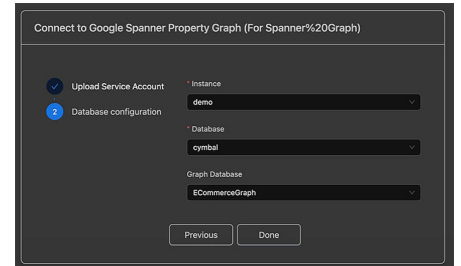 Connect to Google Spanner Property Graph (For Spanner%20Graph)
Upload Service Account
2 Database configuration
* Instance
demo
* Database
cymbal
Graph Database
ECommerceGraph
Previous
Done